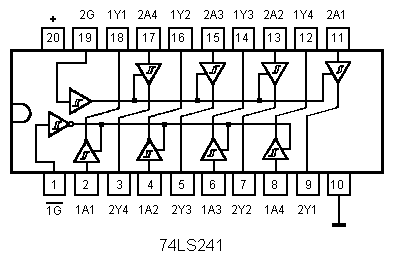 + 2G 1Y1 2A4 1Y2 2A3 1Y3 2A2 1Y4 2A1
20 19 18 17 16 15 14 13 12 11
1 2 3 4 5 6 7 8 9 10
1G 1A1 2Y4 1A2 2Y3 1A3 2Y2 1A4 2Y1
74LS241